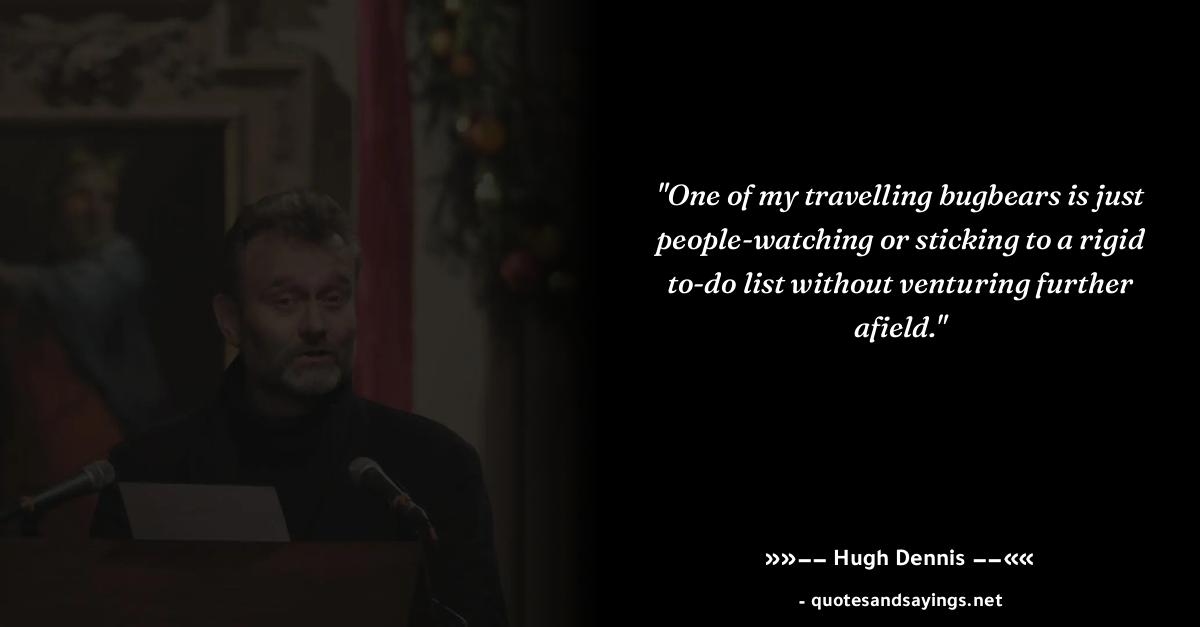 "One of my travelling bugbears is just
people-watching or sticking to a rigid
to-do list without venturing further
afield."
»»—— Hugh Dennis ——««
- quotesandsayings.net